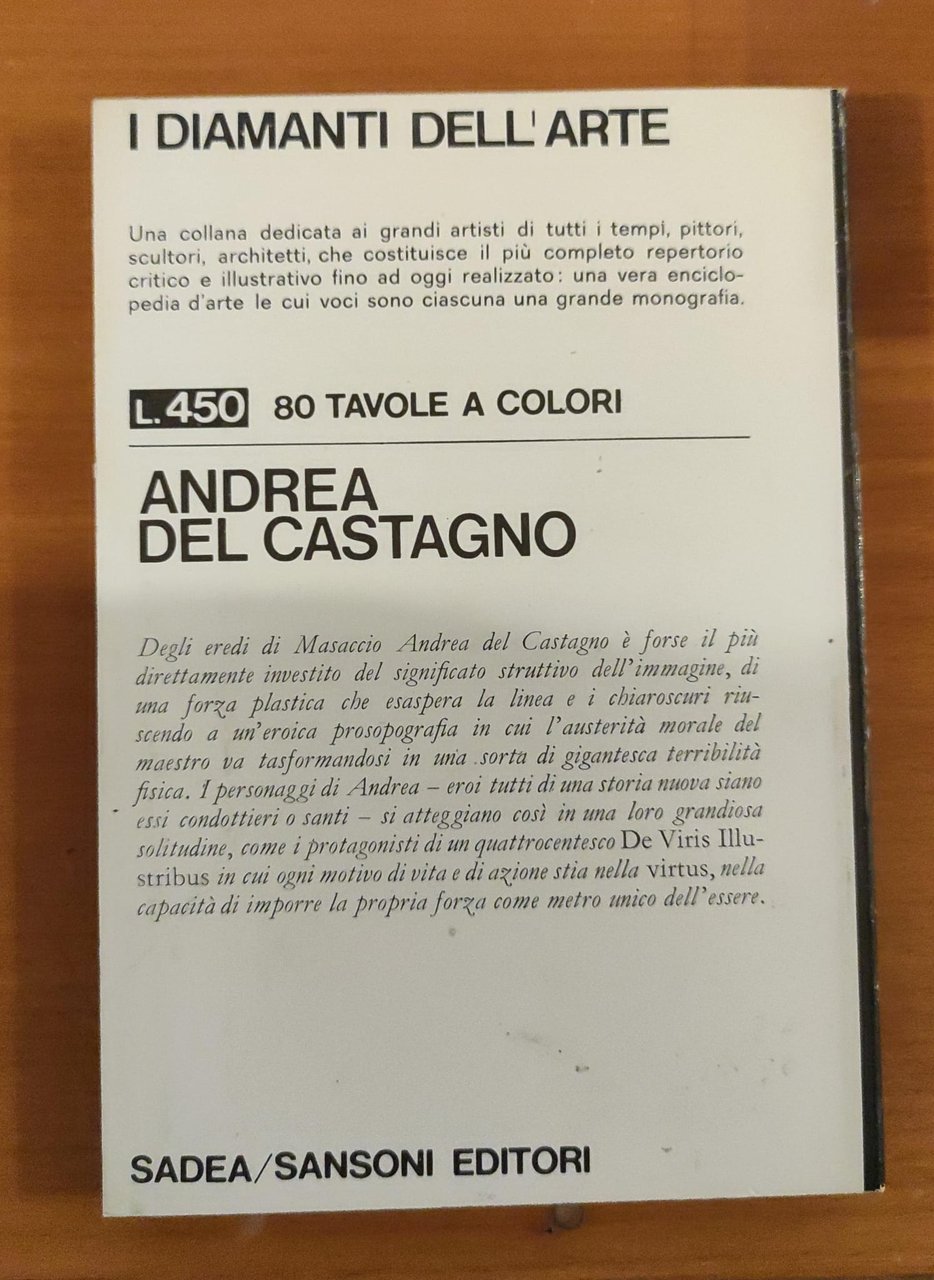 I DIAMANTI DELL'ARTE
Una collana dedicata ai grandi artisti di tutti i tempi, pittori,
scultori, architetti, che costituisce il più completo repertorio
critico e illustrativo fino ad oggi realizzato: una vera enciclo-
pedia d'arte le cui voci sono ciascuna una grande monografia.
L. 450 80 TAVOLE A COLORI
ANDREA
DEL CASTAGNO
Degli eredi di Masaccio Andrea del Castagno è forse il più
direttamente investito del significato struttivo dell'immagine, di
una forza plastica che esaspera la linea e i chiaroscuri riu-
scendo a un'eroica prosopografia in cui l'austerità morale del
maestro va tasformandosi in una sorta di gigantesca terribilità
fisica. I personaggi di Andrea – eroi tutti di una storia nuova siano
essi condottieri o santi – si atteggiano così in una loro grandiosa
solitudine, come i protagonisti di un quattrocentesco De Viris Illu-
stribus in cui ogni motivo di vita e di azione stia nella virtus, nella
capacità di imporre la propria forza come metro unico dell'essere.
SADEA/SANSONI EDITORI